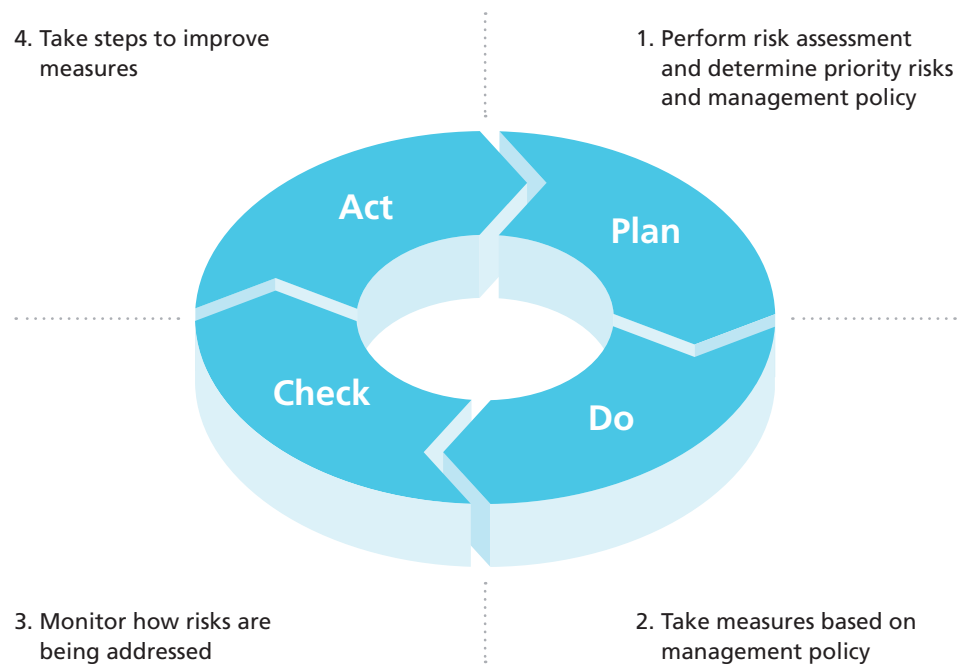 4. Take steps to improve
measures
1. Perform risk assessment
and determine priority risks
and management policy
Act
Plan
Check
Do
3. Monitor how risks are
being addressed
2. Take measures based on
management policy